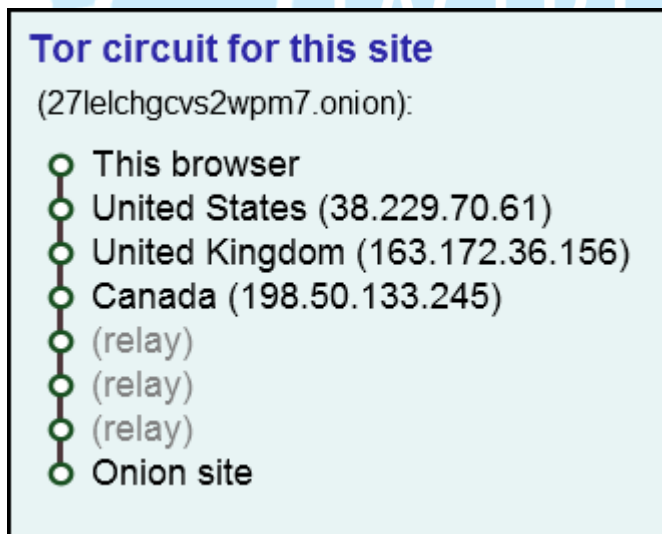 Tor circuit for this site
(27lelchgcvs2wpm7.onion):
This browser
United States (38.229.70.61)
United Kingdom (163.172.36.156)
Canada (198.50.133.245)
(relay)
(relay)
(relay)
Onion site